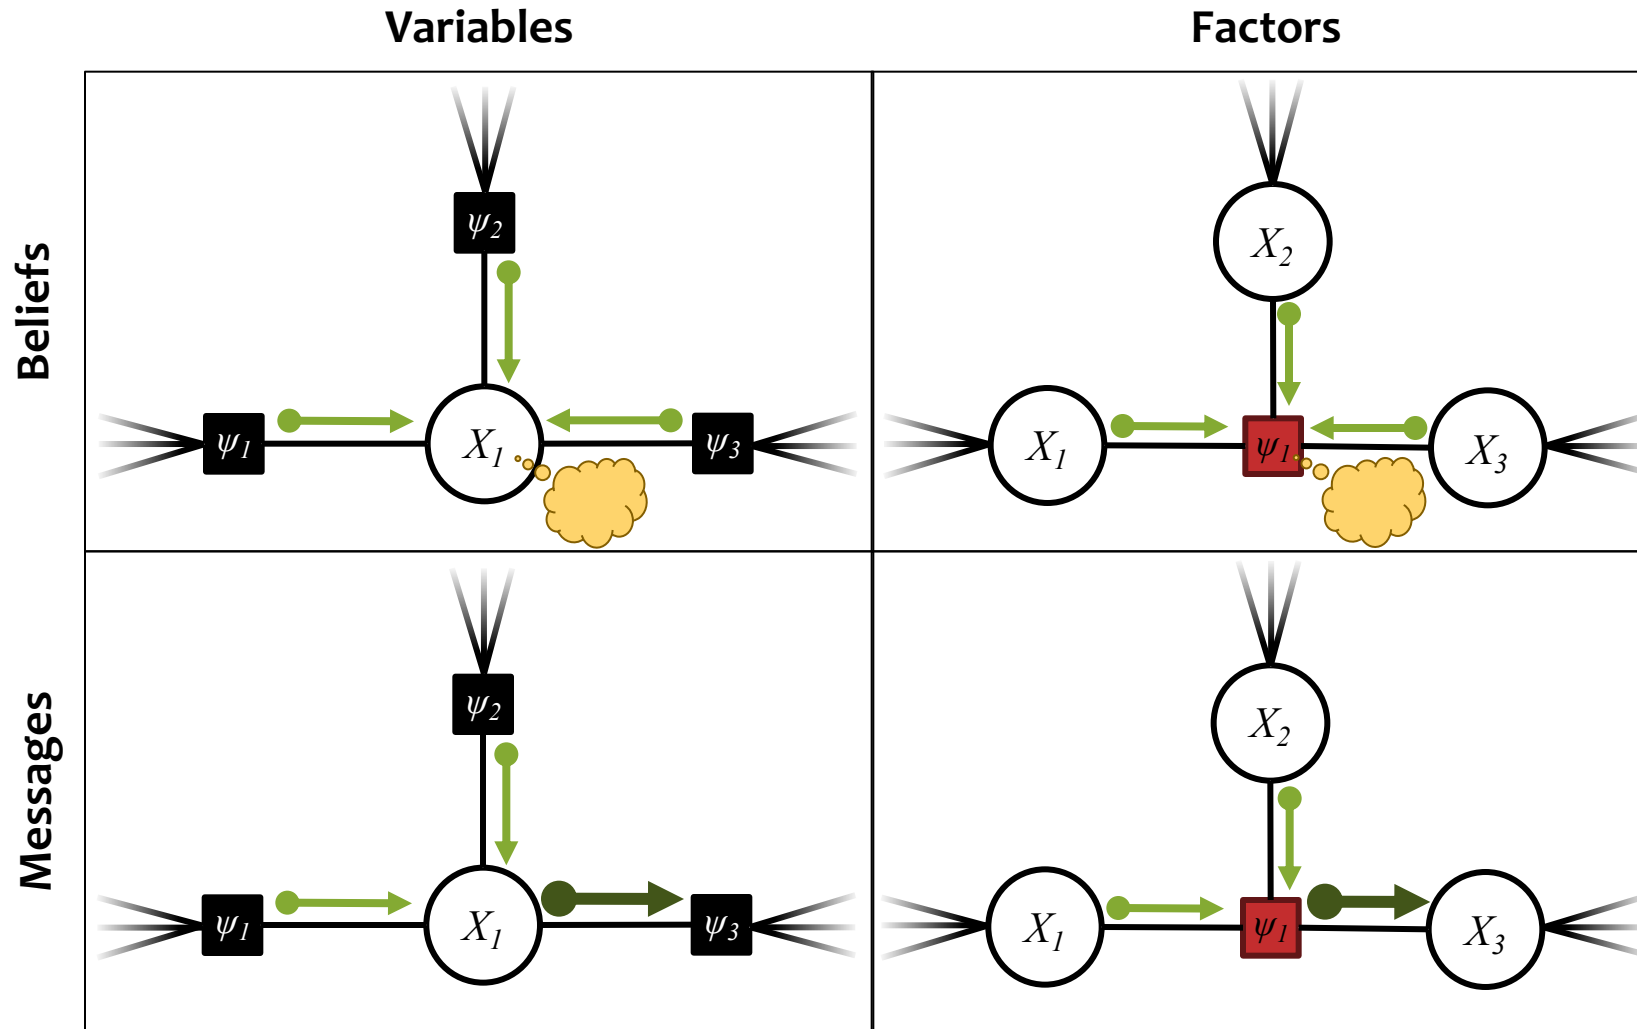 Variables
Factors
Beliefs
ψ2
X2
ψ1
X1
ψ3
X1
ψ1
X3
Messages
ψ2
X2
ψ1
X1
ψ3
X1
ψ1
X3